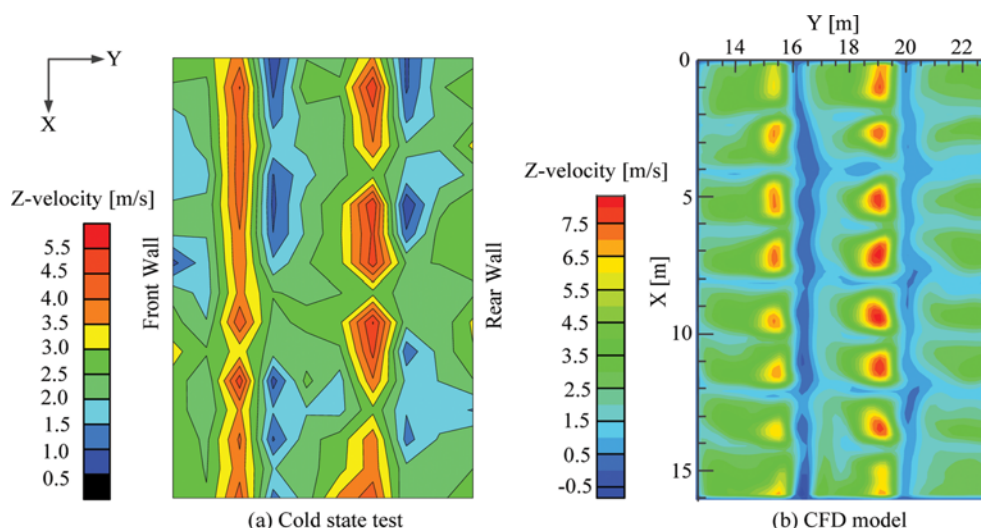 Y
X
Z-velocity [m/s]
5.5
4.5
4.0
3.5
3.0
2.5
2.0
1.5
1.0
0.5
Front Wall
Rear Wall
(a) Cold state test
Y [m]
14 16 18 20 22
0
5
10
15
X [m]
Z-velocity [m/s]
7.5
6.5
5.5
4.5
3.5
2.5
1.5
0.5
-0.5
(b) CFD model